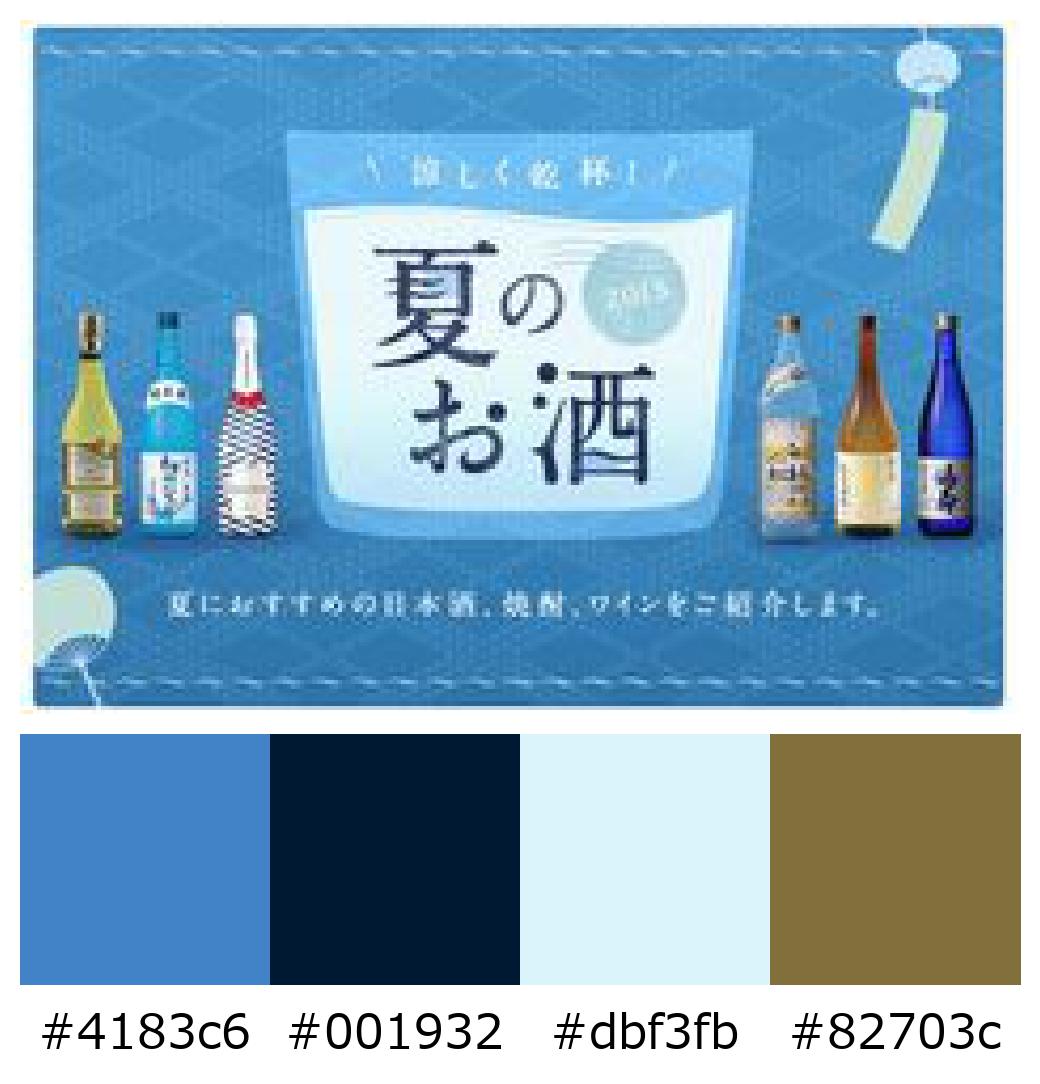 \ 涼しく乾杯！ /
夏の
2015
お酒
夏におすすめの日本酒、焼酎、ワインをご紹介します。
#4183c6 #001932 #dbf3fb #82703c